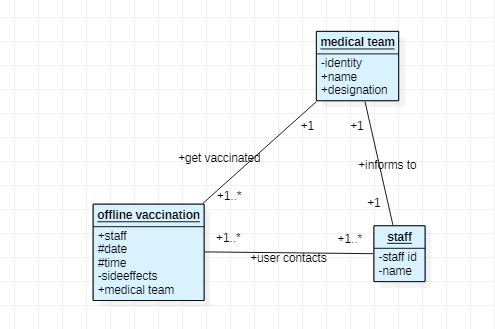 medical team
-identity
+name
+designation
+1
+1
+get vaccinated
+informs to
+1..*
+1
offline vaccination
+staff
#date
#time
-sideeffects
+medical team
+1..*
+1..*
+user contacts
staff
-staff id
-name